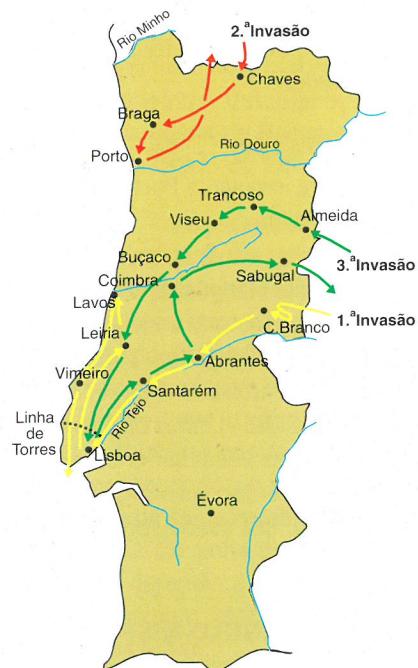 Rio Minho
2.ªInvasão
Chaves
Braga
Rio Douro
Porto
Trancoso
Viseu
Almeida
Buçaco
3.ªInvasão
Coimbra
Sabugal
Lavos
1.ªInvasão
C.Branco
Leiria
Abrantes
Vimeiro
Santarém
Rio Tejo
Linha
de
Torres
Lisboa
Évora